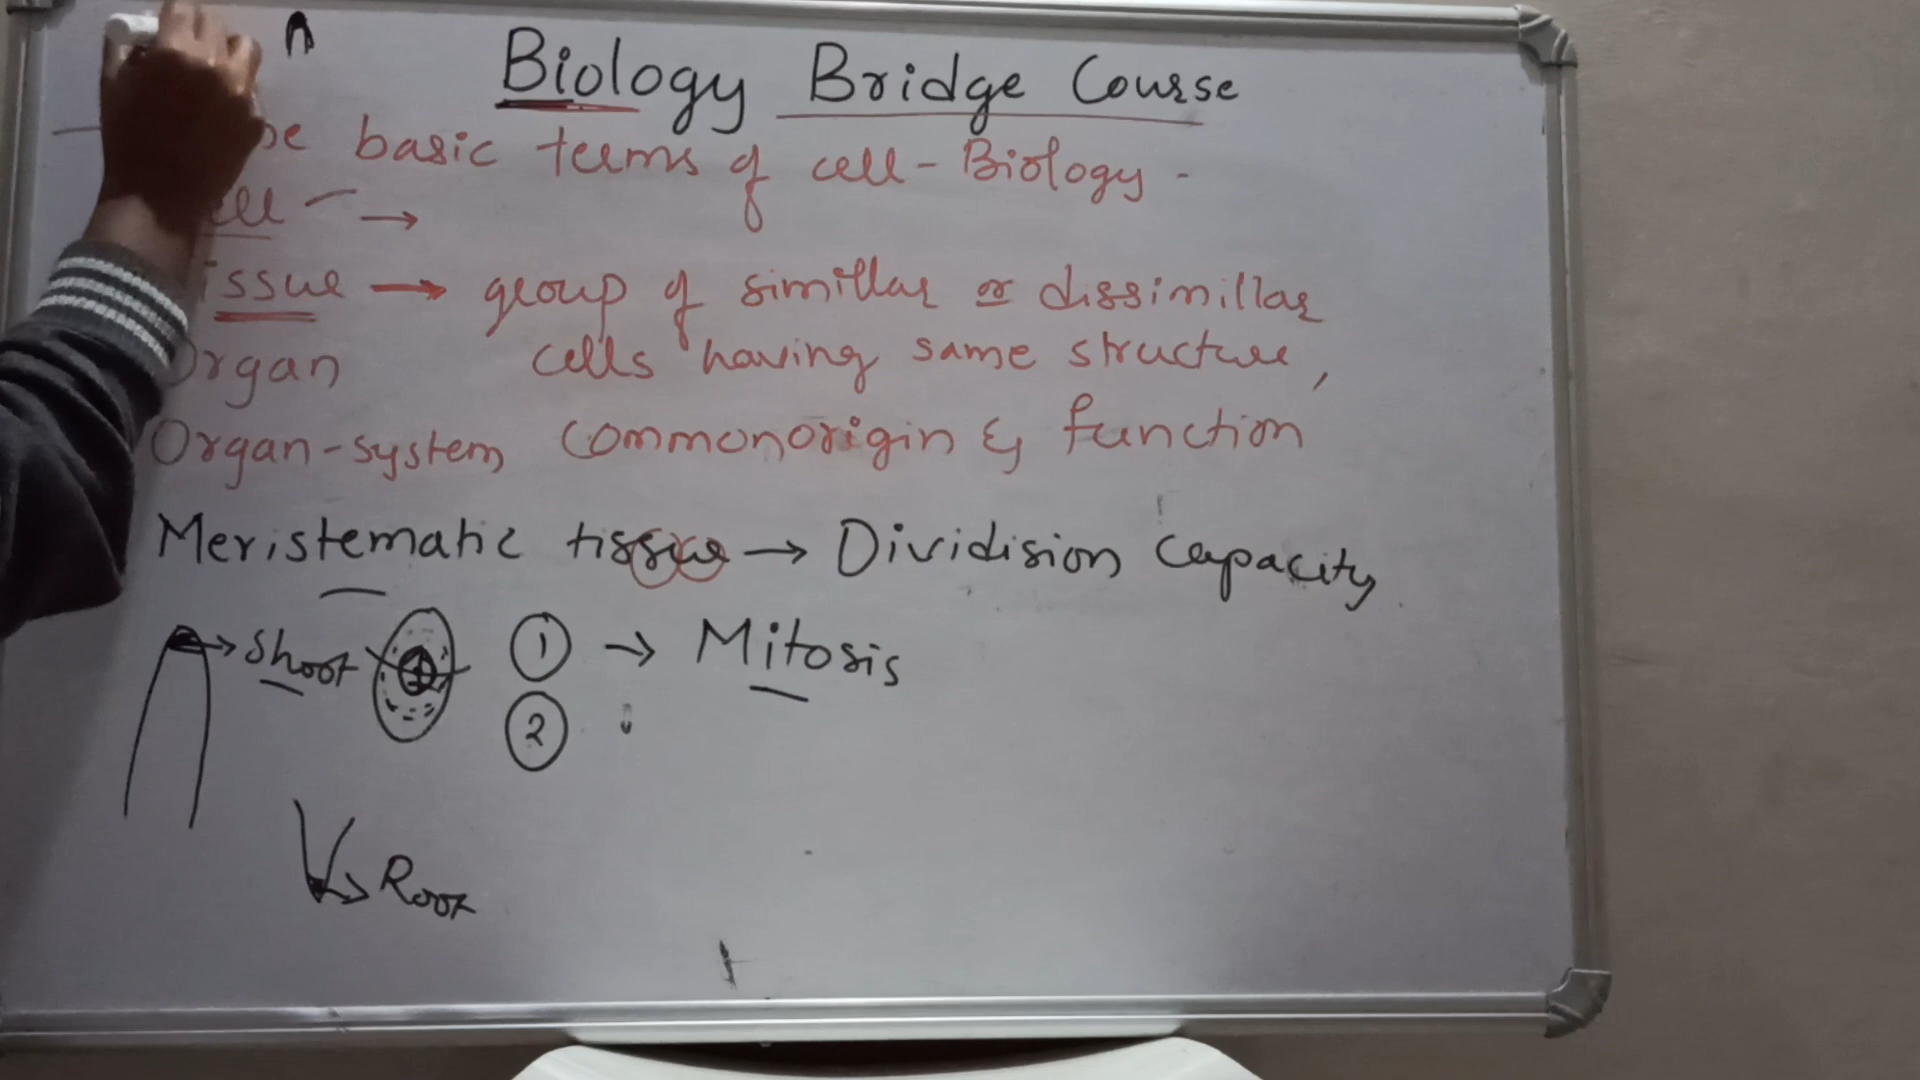 Biology Bridge Course
basic terms of cell-Biology -
→
Tissue → group of simillar or dissimillar
Organ cells having same structure,
Organ-system Commonorigin & function
Meristematic tissue → Dividision capacity
→ Shoot ① → Mitosis
②
→ Root